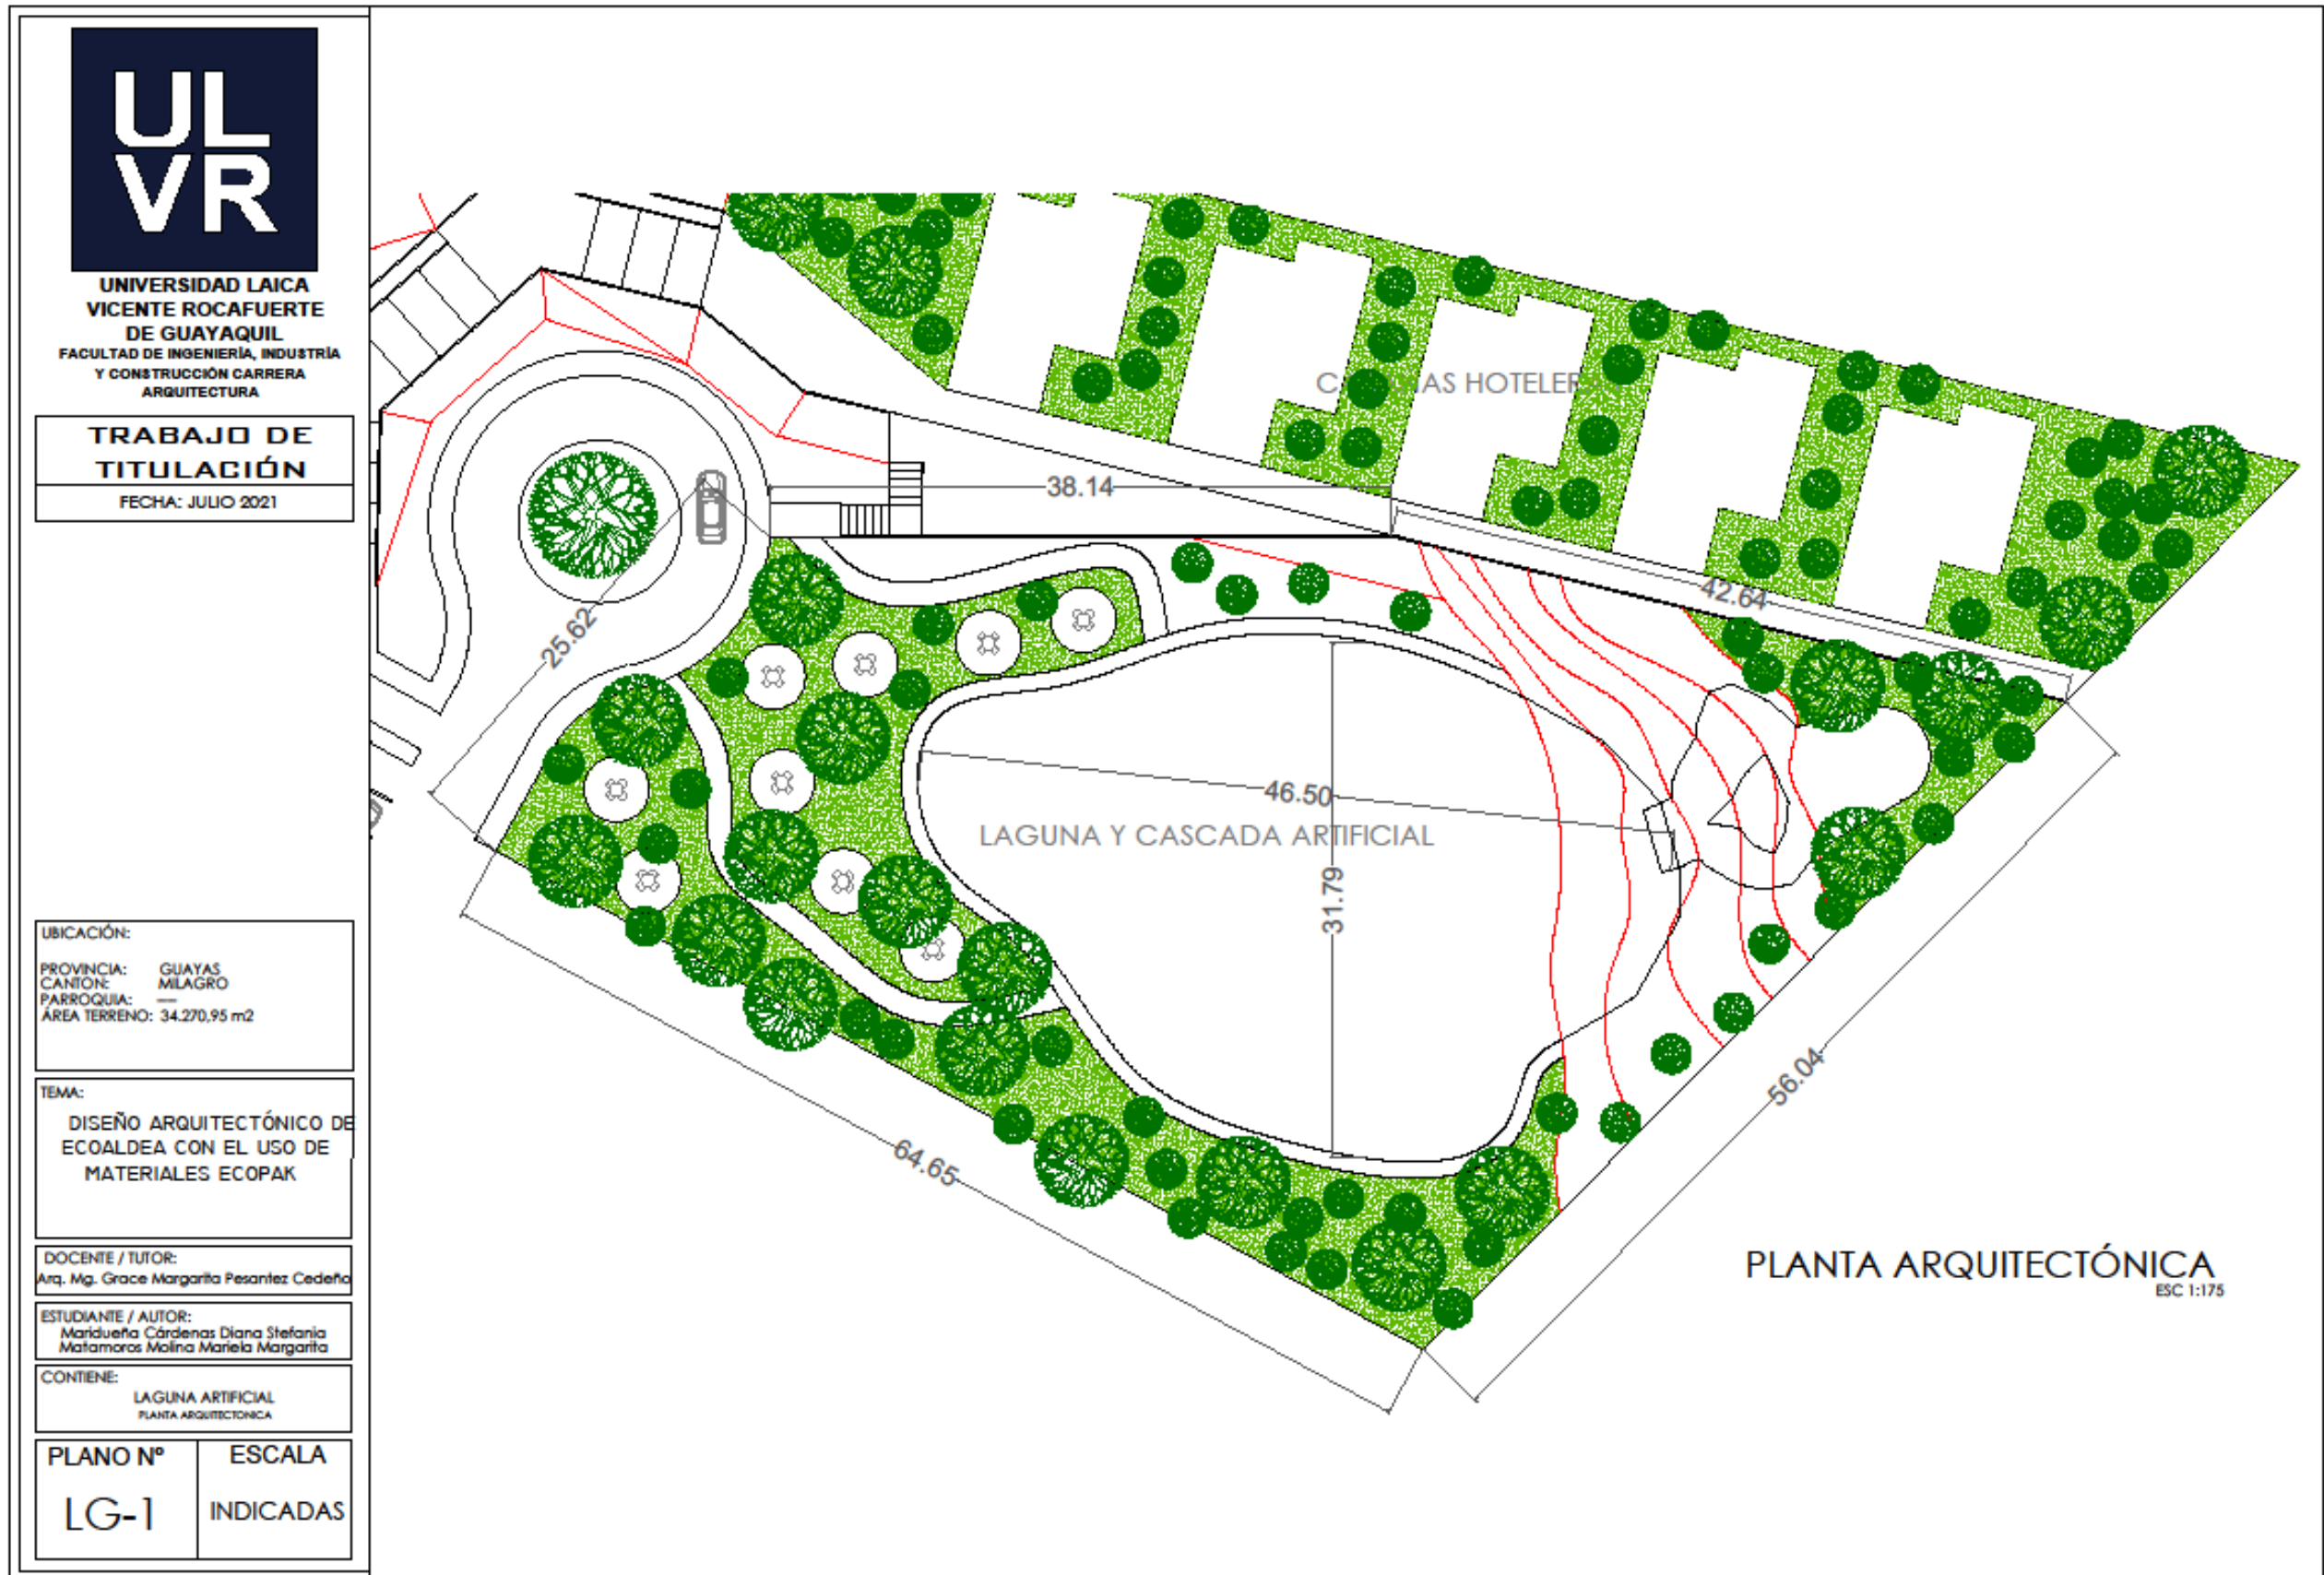 UL
VR
UNIVERSIDAD LAICA
VICENTE ROCAFUERTE
DE GUAYAQUIL
FACULTAD DE INGENIERÍA, INDUSTRIA
Y CONSTRUCCIÓN CARRERA
ARQUITECTURA
TRABAJO DE
TITULACIÓN
FECHA: JULIO 2021
UBICACIÓN:
PROVINCIA: GUAYAS
CANTÓN: MILAGRO
PARROQUIA: ---
ÁREA TERRENO: 34.270,95 m2
TEMA:
DISEÑO ARQUITECTÓNICO DE
ECOALDEA CON EL USO DE
MATERIALES ECOPAK
DOCENTE / TUTOR:
Arq. Mg. Grace Margarita Pesantez Cedeño
ESTUDIANTE / AUTOR:
Maridueña Cárdenas Diana Stefania
Matamoros Molina Mariela Margarita
CONTIENE:
LAGUNA ARTIFICIAL
PLANTA ARQUITECTONICA
PLANO Nº
LG-1
ESCALA
INDICADAS
HOTELER
38.14
42.64
25.62
46.50
LAGUNA Y CASCADA ARTIFICIAL
31.79
56.04
64.65
PLANTA ARQUITECTÓNICA
ESC 1:175